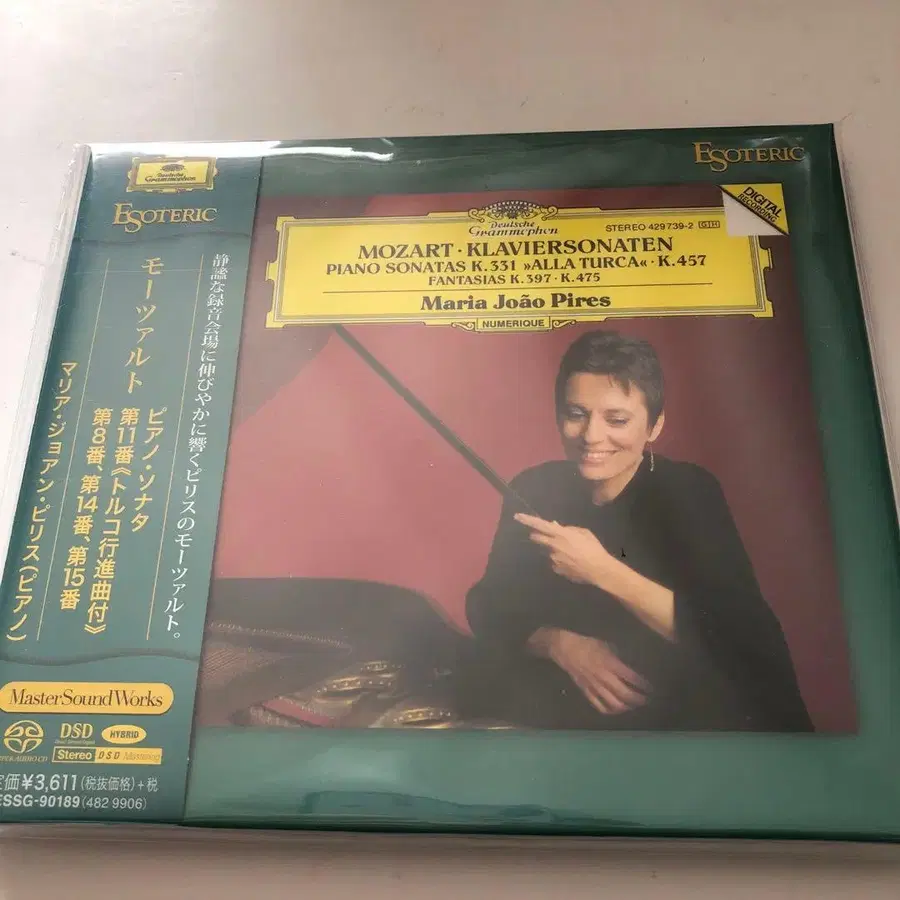 Deutsche
Grammophon
ESOTERIC
モーツァルト
ピアノ・ソナタ
第11番《トルコ行進曲付》
第8番、第14番、第15番
マリア・ジョアン・ピリス(ピアノ)
静謐な録音会場に伸びやかに響くピリスのモーツァルト。
MasterSoundWorks
DSD
HYBRID
Stereo DSD Mastering
定価¥3,611(税抜価格)+税
ESSG-90189(482 9906)
ESOTERIC
DIGITAL
RECORDING
Deutsche
Grammophon
STEREO 429 739-2 GH
MOZART · KLAVIERSONATEN
PIANO SONATAS K.331 »ALLA TURCA« · K.457
FANTASIAS K.397 · K.475
Maria João Pires
NUMERIQUE